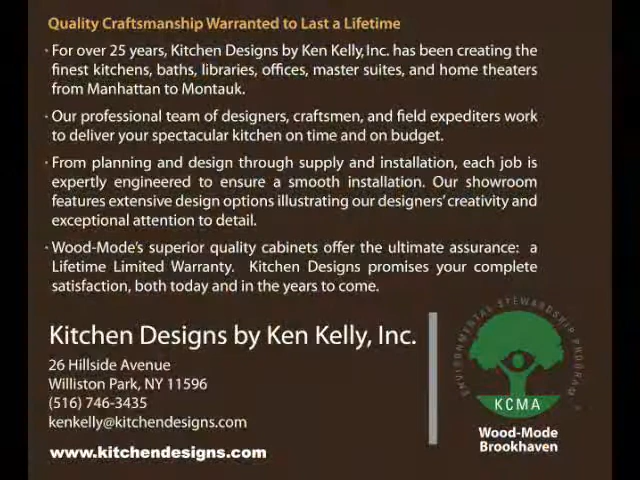 Quality Craftsmanship Warranted to Last a Lifetime
· For over 25 years, Kitchen Designs by Ken Kelly, Inc. has been creating the
finest kitchens, baths, libraries, offices, master suites, and home theaters
from Manhattan to Montauk.
· Our professional team of designers, craftsmen, and field expediters work
to deliver your spectacular kitchen on time and on budget.
· From planning and design through supply and installation, each job is
expertly engineered to ensure a smooth installation. Our showroom
features extensive design options illustrating our designers' creativity and
exceptional attention to detail.
· Wood-Mode's superior quality cabinets offer the ultimate assurance: a
Lifetime Limited Warranty. Kitchen Designs promises your complete
satisfaction, both today and in the years to come.
Kitchen Designs by Ken Kelly, Inc.
26 Hillside Avenue
Williston Park, NY 11596
(516) 746-3435
kenkelly@kitchendesigns.com
www.kitchendesigns.com
ENVIRONMENTAL STEWARDSHIP PROGRAM
KCMA
Wood-Mode
Brookhaven